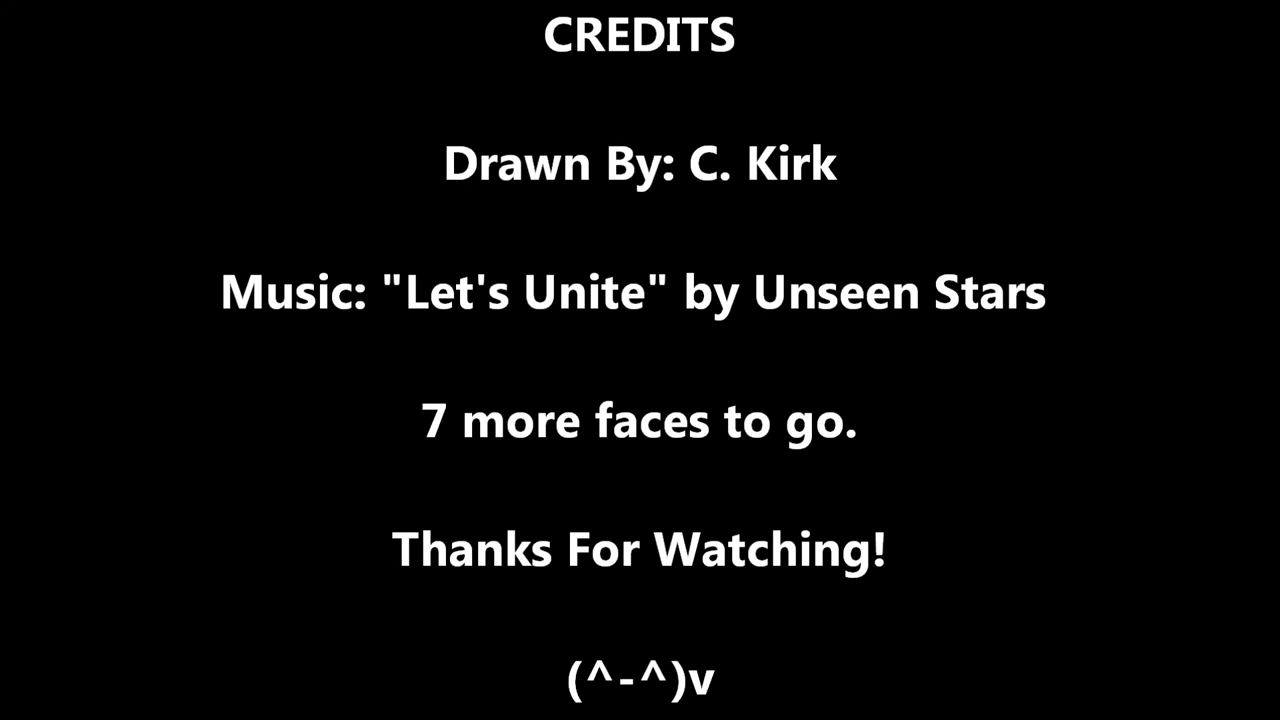 CREDITS
Drawn By: C. Kirk
Music: "Let's Unite" by Unseen Stars
7 more faces to go.
Thanks For Watching!
(^-^)v